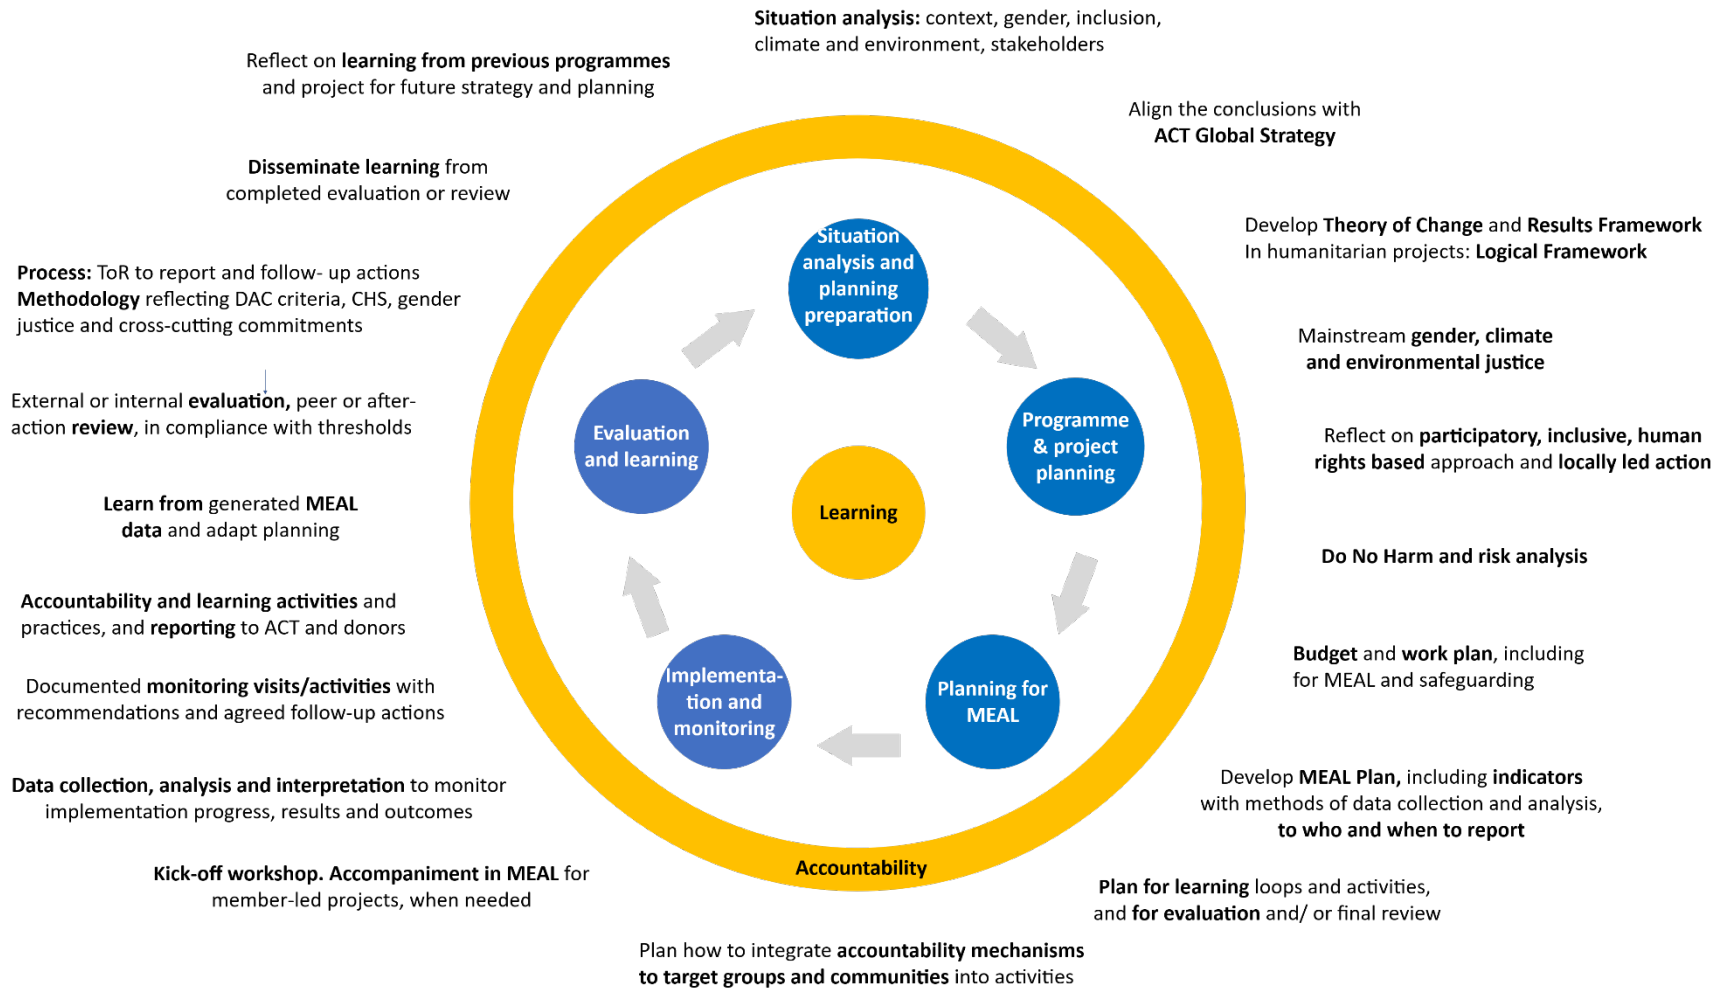 Situation analysis: context, gender, inclusion,
climate and environment, stakeholders
Reflect on learning from previous programmes
and project for future strategy and planning
Align the conclusions with
ACT Global Strategy
Disseminate learning from
completed evaluation or review
Develop Theory of Change and Results Framework
In humanitarian projects: Logical Framework
Process: ToR to report and follow- up actions
Methodology reflecting DAC criteria, CHS, gender
justice and cross-cutting commitments
Mainstream gender, climate
and environmental justice
External or internal evaluation, peer or after-
action review, in compliance with thresholds
Reflect on participatory, inclusive, human
rights based approach and locally led action
Learn from generated MEAL
data and adapt planning
Do No Harm and risk analysis
Accountability and learning activities and
practices, and reporting to ACT and donors
Budget and work plan, including
for MEAL and safeguarding
Documented monitoring visits/activities with
recommendations and agreed follow-up actions
Develop MEAL Plan, including indicators
with methods of data collection and analysis,
to who and when to report
Data collection, analysis and interpretation to monitor
implementation progress, results and outcomes
Kick-off workshop. Accompaniment in MEAL for
member-led projects, when needed
Plan for learning loops and activities,
and for evaluation and/ or final review
Plan how to integrate accountability mechanisms
to target groups and communities into activities
Situation
analysis and
planning
preparation
Programme
& project
planning
Planning for
MEAL
Implementa-
tion and
monitoring
Evaluation
and learning
Learning
Accountability